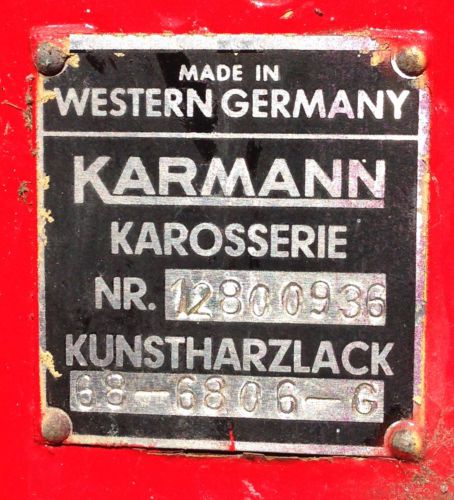 MADE IN
WESTERN GERMANY
KARMANN
KAROSSERIE
NR. 12800936
KUNSTHARZLACK
68-6806-G